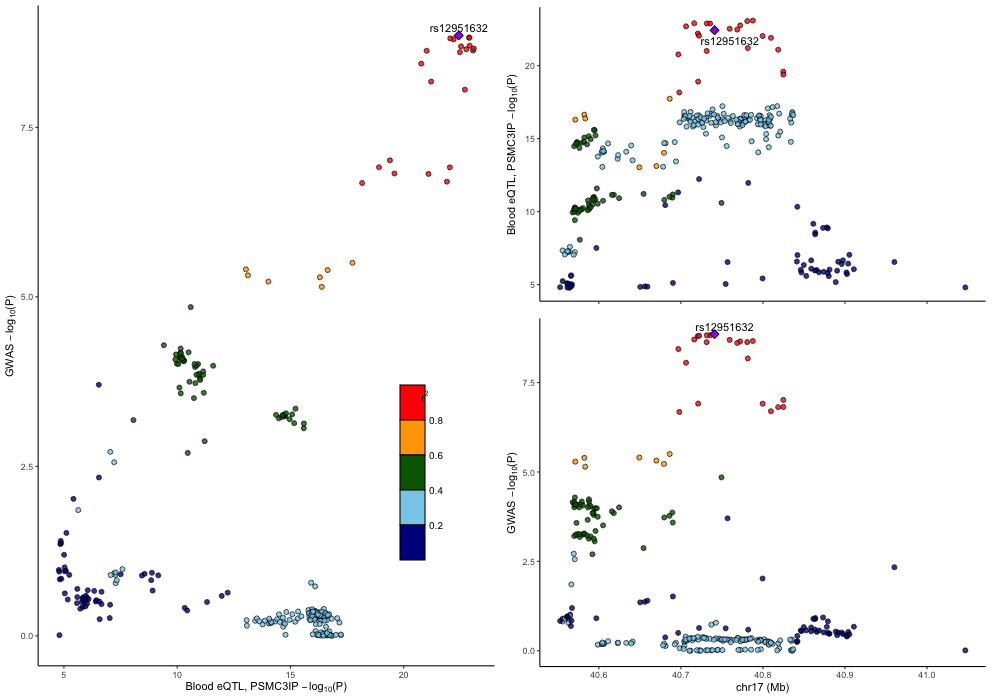 rs12951632
7.5
5.0
2.5
0.0
GWAS −log10(P)
5
10
15
20
Blood eQTL, PSMC3IP −log10(P)
r2
0.8
0.6
0.4
0.2
rs12951632
20
15
10
5
Blood eQTL, PSMC3IP −log10(P)
rs12951632
7.5
5.0
2.5
0.0
GWAS −log10(P)
40.6
40.7
40.8
40.9
41.0
chr17 (Mb)